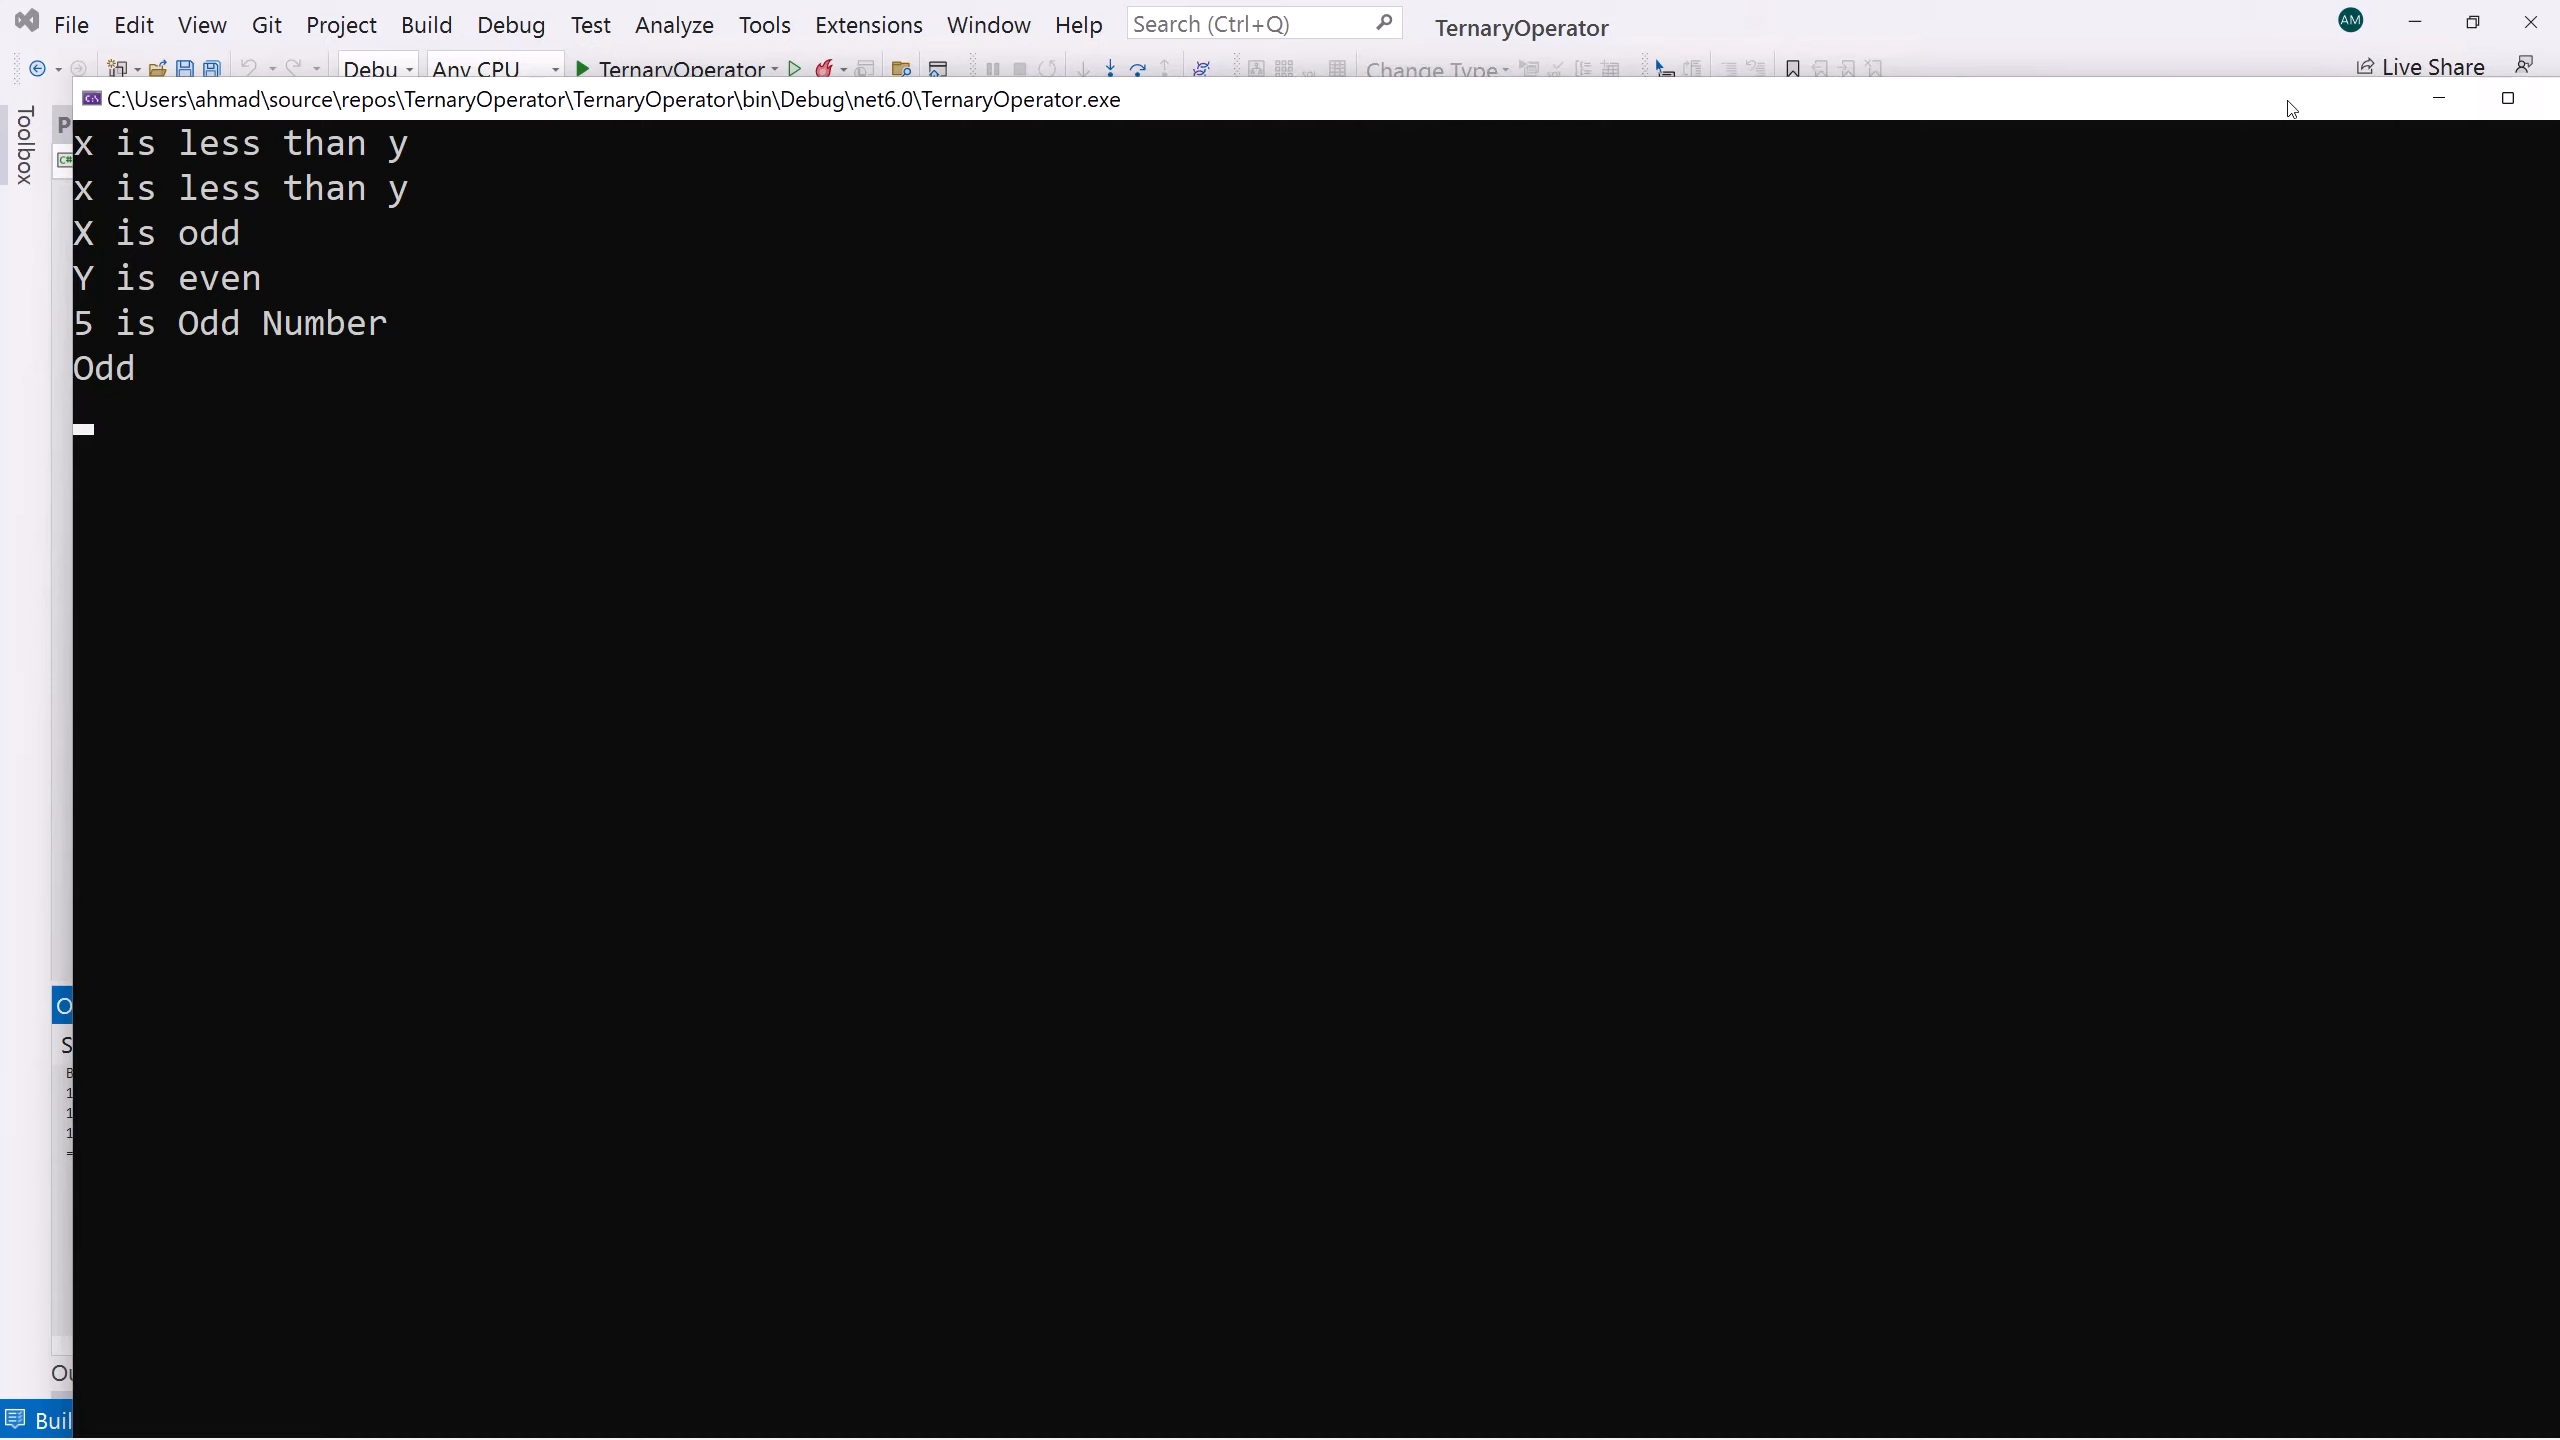 File Edit View Git Project Build Debug Test Analyze Tools Extensions Window Help Search (Ctrl+Q) TernaryOperator AM
Debu Any CPU TernaryOperator Change Type Live Share
C:\Users\ahmad\source\repos\TernaryOperator\TernaryOperator\bin\Debug\net6.0\TernaryOperator.exe
Toolbox
x is less than y
x is less than y
X is odd
Y is even
5 is Odd Number
Odd